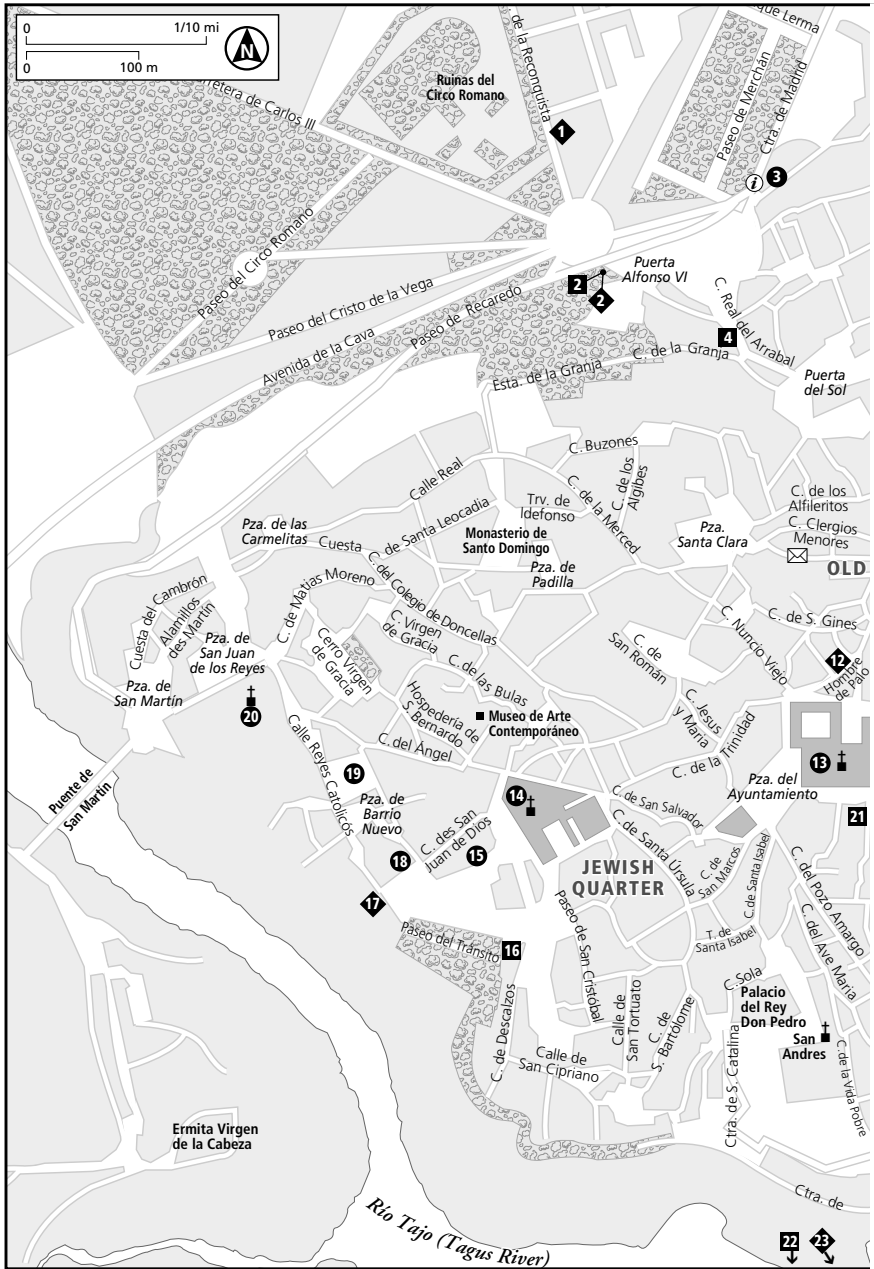 0
1/10 mi
0
100 m
N
rretera de Carlos III
Ruinas del
Circo Romano
. de la Reconquista
1
que Lerma
Paseo de Merchán
Ctra. de Madrid
i
3
Paseo del Circo Romano
Paseo del Cristo de la Vega
Avenida de la Cava
Paseo de Recaredo
2
2
Puerta
Alfonso VI
C. Real del Arrabal
4
C. de la Granja
Esta. de la Granja
Puerta
del Sol
C. Buzones
C. de los
Algibes
C. de la Merced
Calle Real
Trv. de
Idefonso
C. de los
Alfileritos
C. Clergios
Menores
Pza.
Santa Clara
OLD
Pza. de las
Carmelitas
C. de Santa Leocadia
Monasterio de
Santo Domingo
Cuesta
Pza. de
Padilla
C. del Colegio de Doncellas
C. de Matias Moreno
C. Virgen
de Gracia
Cuesta del Cambrón
Alamillos
des Martín
Pza. de
San Juan
de los Reyes
Cerro Virgen
de Gracia
C. de las Bulas
C. de
San Román
C. Nuncio Viejo
C. de S. Gines
12
Hombre
de Palo
Pza. de
San Martín
20
Hospedería de
S. Bernardo
Museo de Arte
Contemporáneo
C. Jesus
y Maria
C. de la Trinidad
Calle Reyes Catolicós
C. del Ángel
13
Pza. del
Ayuntamiento
Puente de
San Martín
19
Pza. de
Barrio
Nuevo
14
C. de San Salvador
21
C. des San
Juan de Dios
18
15
JEWISH
QUARTER
C. de Santa Úrsula
C. de
San Marcos
C. de Santa Isabel
C. del Pozo Amargo
17
Paseo del Tránsito
16
Paseo de San Cristóbal
T. de
Santa Isabel
C. del Ave Maria
C. Sola
C. de Descalzos
Calle de
San Tortuato
C. de
S. Bartólome
Palacio
del Rey
Don Pedro
San
Andres
Calle de
San Cipriano
Ctra. de S. Catalina
C. de la Vida Pobre
Ermita Virgen
de la Cabeza
Ctra. de
Río Tajo (Tagus River)
22
23